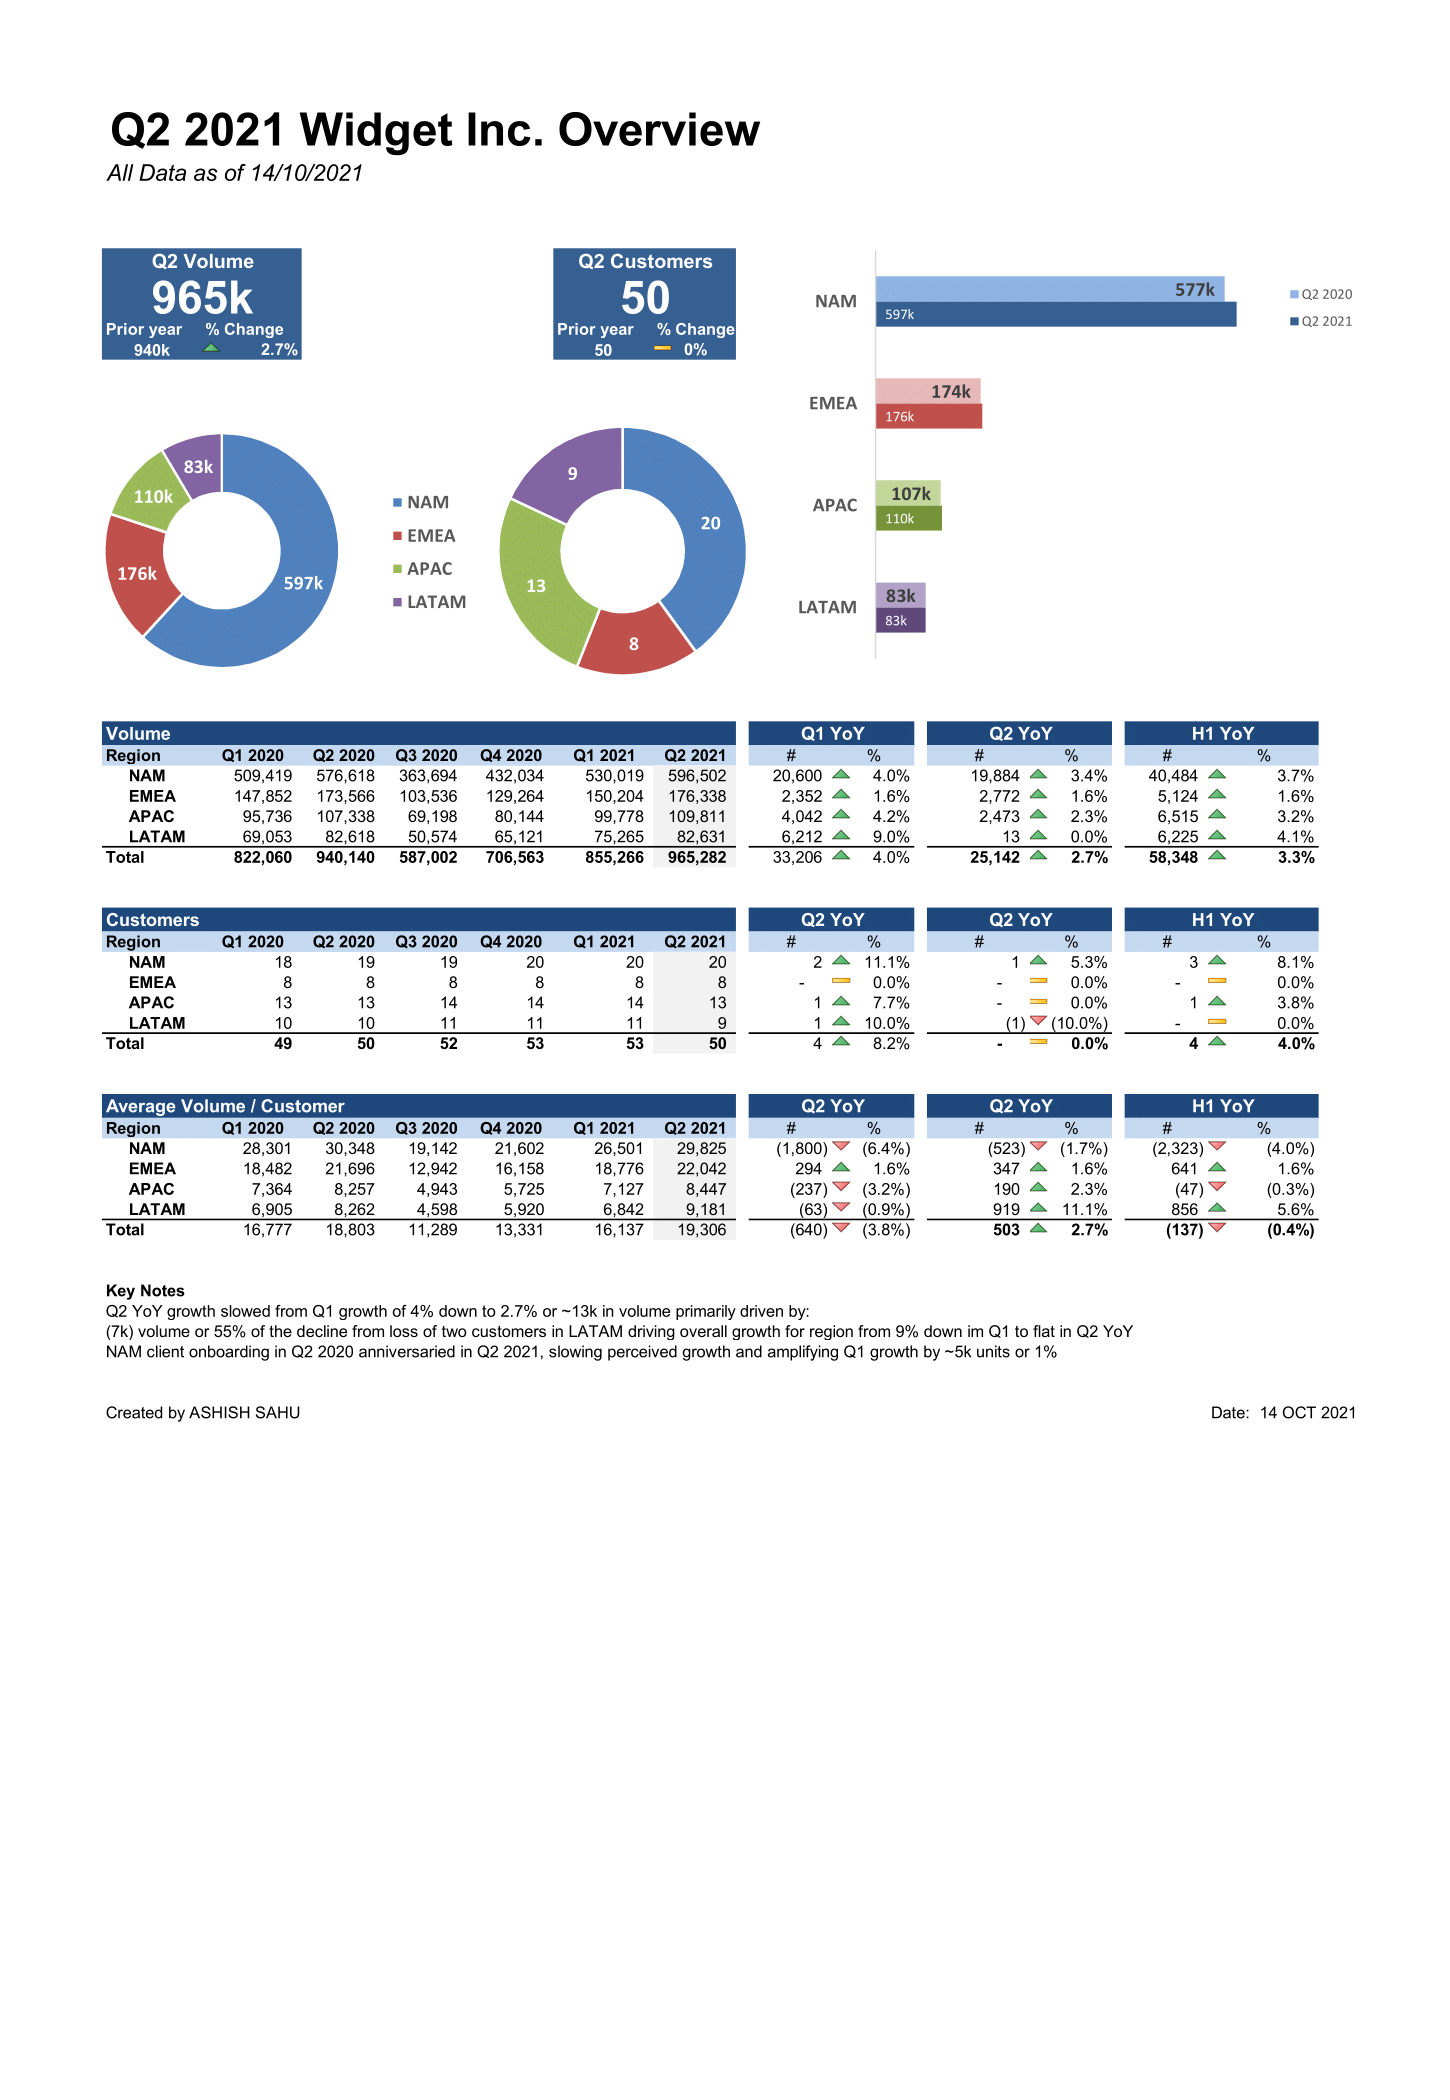 Q2 2021 Widget Inc. Overview
All Data as of 14/10/2021
Q2 Volume
965k
Prior year % Change
940k 2.7%
Q2 Customers
50
Prior year % Change
50 0%
597k
176k
110k
83k
NAM
EMEA
APAC
LATAM
20
8
13
9
NAM 577k
597k
EMEA 174k
176k
APAC 107k
110k
LATAM 83k
83k
Q2 2020
Q2 2021
Volume Q1 YoY Q2 YoY H1 YoY
Region Q1 2020 Q2 2020 Q3 2020 Q4 2020 Q1 2021 Q2 2021 # % # % # %
NAM 509,419 576,618 363,694 432,034 530,019 596,502 20,600 4.0% 19,884 3.4% 40,484 3.7%
EMEA 147,852 173,566 103,536 129,264 150,204 176,338 2,352 1.6% 2,772 1.6% 5,124 1.6%
APAC 95,736 107,338 69,198 80,144 99,778 109,811 4,042 4.2% 2,473 2.3% 6,515 3.2%
LATAM 69,053 82,618 50,574 65,121 75,265 82,631 6,212 9.0% 13 0.0% 6,225 4.1%
Total 822,060 940,140 587,002 706,563 855,266 965,282 33,206 4.0% 25,142 2.7% 58,348 3.3%
Customers Q2 YoY Q2 YoY H1 YoY
Region Q1 2020 Q2 2020 Q3 2020 Q4 2020 Q1 2021 Q2 2021 # % # % # %
NAM 18 19 19 20 20 20 2 11.1% 1 5.3% 3 8.1%
EMEA 8 8 8 8 8 8 - 0.0% - 0.0% - 0.0%
APAC 13 13 14 14 14 13 1 7.7% - 0.0% 1 3.8%
LATAM 10 10 11 11 11 9 1 10.0% (1) (10.0%) - 0.0%
Total 49 50 52 53 53 50 4 8.2% - 0.0% 4 4.0%
Average Volume / Customer Q2 YoY Q2 YoY H1 YoY
Region Q1 2020 Q2 2020 Q3 2020 Q4 2020 Q1 2021 Q2 2021 # % # % # %
NAM 28,301 30,348 19,142 21,602 26,501 29,825 (1,800) (6.4%) (523) (1.7%) (2,323) (4.0%)
EMEA 18,482 21,696 12,942 16,158 18,776 22,042 294 1.6% 347 1.6% 641 1.6%
APAC 7,364 8,257 4,943 5,725 7,127 8,447 (237) (3.2%) 190 2.3% (47) (0.3%)
LATAM 6,905 8,262 4,598 5,920 6,842 9,181 (63) (0.9%) 919 11.1% 856 5.6%
Total 16,777 18,803 11,289 13,331 16,137 19,306 (640) (3.8%) 503 2.7% (137) (0.4%)
Key Notes
Q2 YoY growth slowed from Q1 growth of 4% down to 2.7% or ~13k in volume primarily driven by:
(7k) volume or 55% of the decline from loss of two customers in LATAM driving overall growth for region from 9% down im Q1 to flat in Q2 YoY
NAM client onboarding in Q2 2020 anniversaried in Q2 2021, slowing perceived growth and amplifying Q1 growth by ~5k units or 1%
Created by ASHISH SAHU Date: 14 OCT 2021